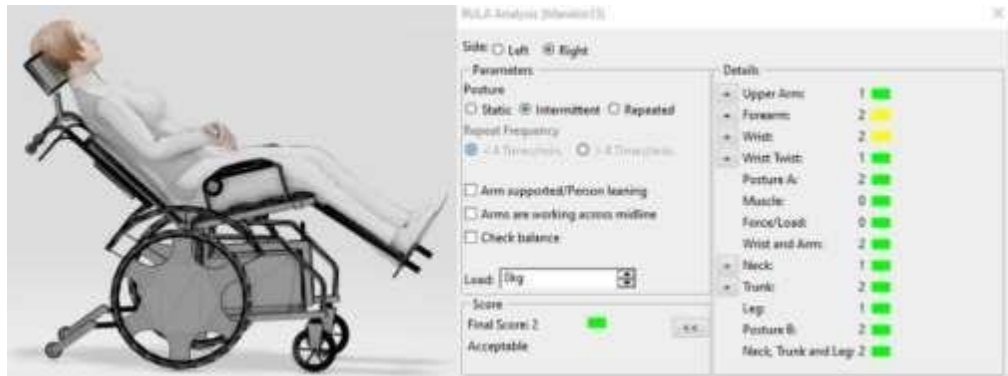 RULA Analysis (Manakin13)
Side: Left Right
Parameters
Posture
Static Intermittent Repeated
Repeat Frequency
Arm supported/Person leaning
Arms are working across midline
Check balance
Load: 0kg
Score
Final Score: 2
<<
Acceptable
Details
+ Upper Arm: 1
+ Forearm: 2
+ Wrist: 2
+ Wrist Twist: 1
Posture A: 2
Muscle: 0
Force/Load: 0
Wrist and Arm: 2
+ Neck: 1
+ Trunk: 2
Leg: 1
Posture B: 2
Neck, Trunk and Leg: 2